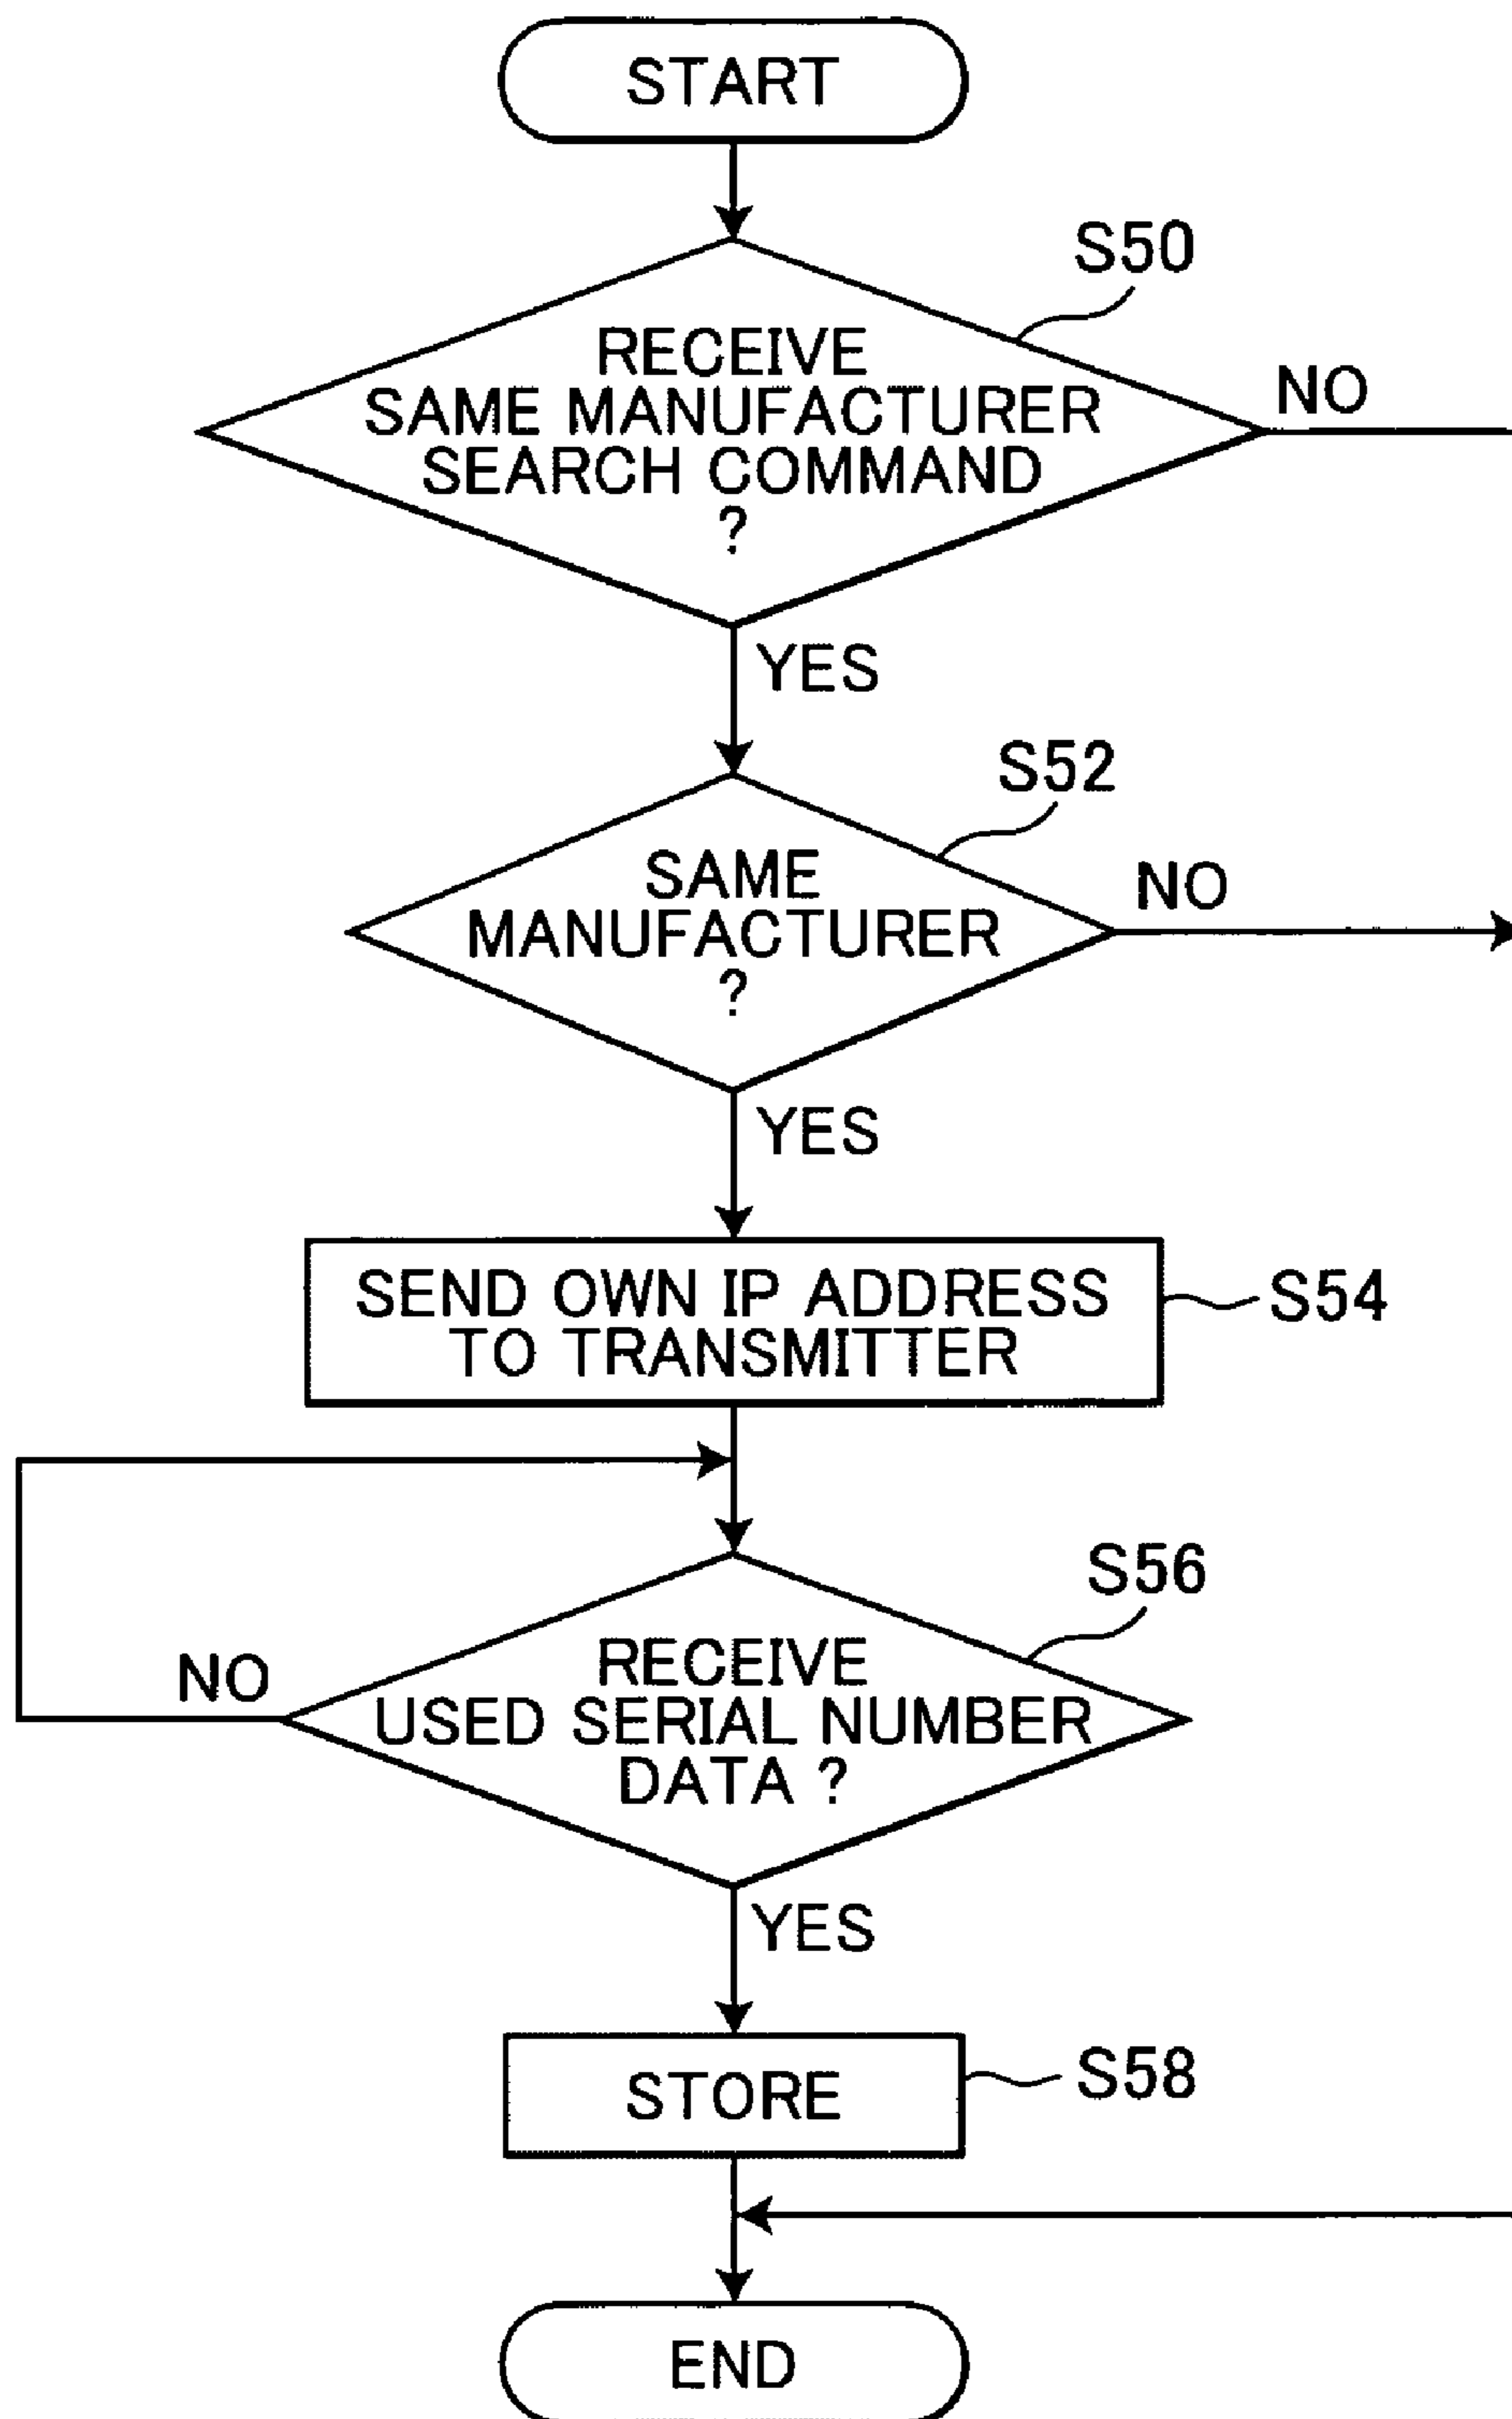 START
S50
RECEIVE
SAME MANUFACTURER
SEARCH COMMAND
?
NO
YES
S52
SAME
MANUFACTURER
?
NO
YES
SEND OWN IP ADDRESS
TO TRANSMITTER
S54
S56
RECEIVE
USED SERIAL NUMBER
DATA ?
NO
YES
STORE
S58
END